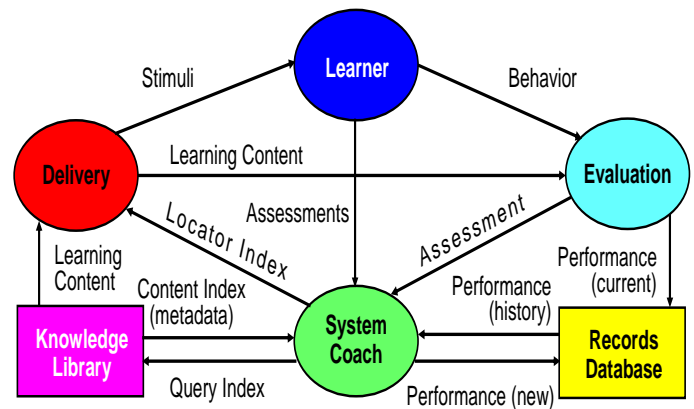 Learner
Stimuli
Behavior
Delivery
Learning Content
Evaluation
Locator Index
Assessments
Assessment
Learning
Content
Performance
(current)
Content Index
(metadata)
Performance
(history)
Knowledge
Library
System
Coach
Records
Database
Query Index
Performance (new)